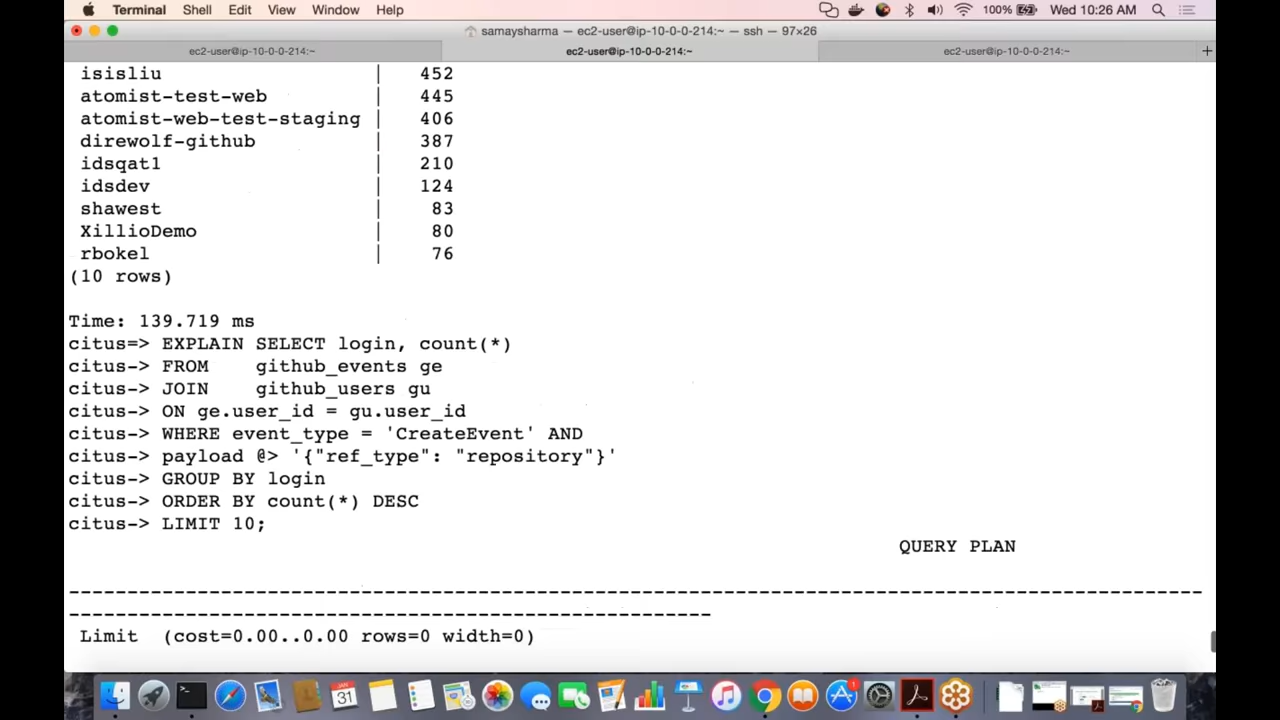 Terminal Shell Edit View Window Help 100% Wed 10:26 AM
samaysharma — ec2-user@ip-10-0-0-214:~ — ssh — 97×26
ec2-user@ip-10-0-0-214:~ ec2-user@ip-10-0-0-214:~ ec2-user@ip-10-0-0-214:~ +
isisliu | 452
atomist-test-web | 445
atomist-web-test-staging | 406
direwolf-github | 387
idsqat1 | 210
idsdev | 124
shawest | 83
XillioDemo | 80
rbokel | 76
(10 rows)
Time: 139.719 ms
citus=> EXPLAIN SELECT login, count(*)
citus-> FROM github_events ge
citus-> JOIN github_users gu
citus-> ON ge.user_id = gu.user_id
citus-> WHERE event_type = 'CreateEvent' AND
citus-> payload @> '{"ref_type": "repository"}'
citus-> GROUP BY login
citus-> ORDER BY count(*) DESC
citus-> LIMIT 10;
QUERY PLAN
-------------------------------------------------------------------------------------------------
-------------------------------------------------------
Limit (cost=0.00..0.00 rows=0 width=0)
31